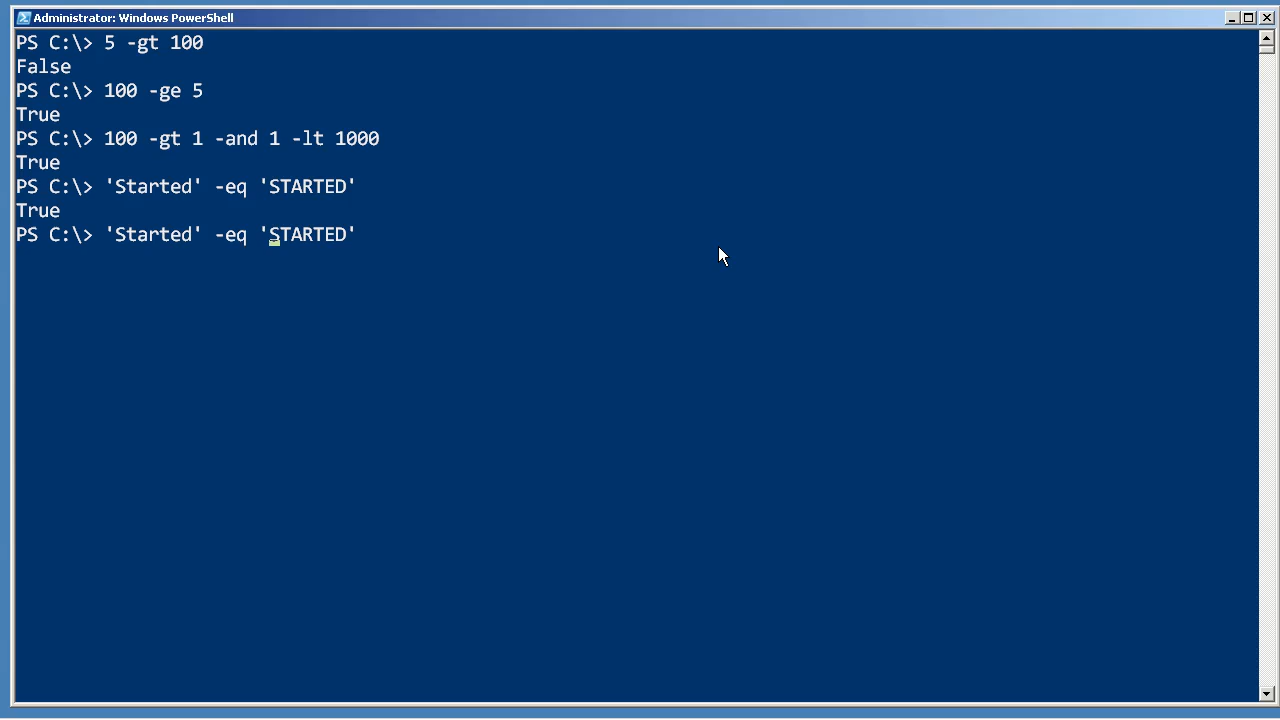 Administrator: Windows PowerShell
PS C:\> 5 -gt 100
False
PS C:\> 100 -ge 5
True
PS C:\> 100 -gt 1 -and 1 -lt 1000
True
PS C:\> 'Started' -eq 'STARTED'
True
PS C:\> 'Started' -eq 'STARTED'